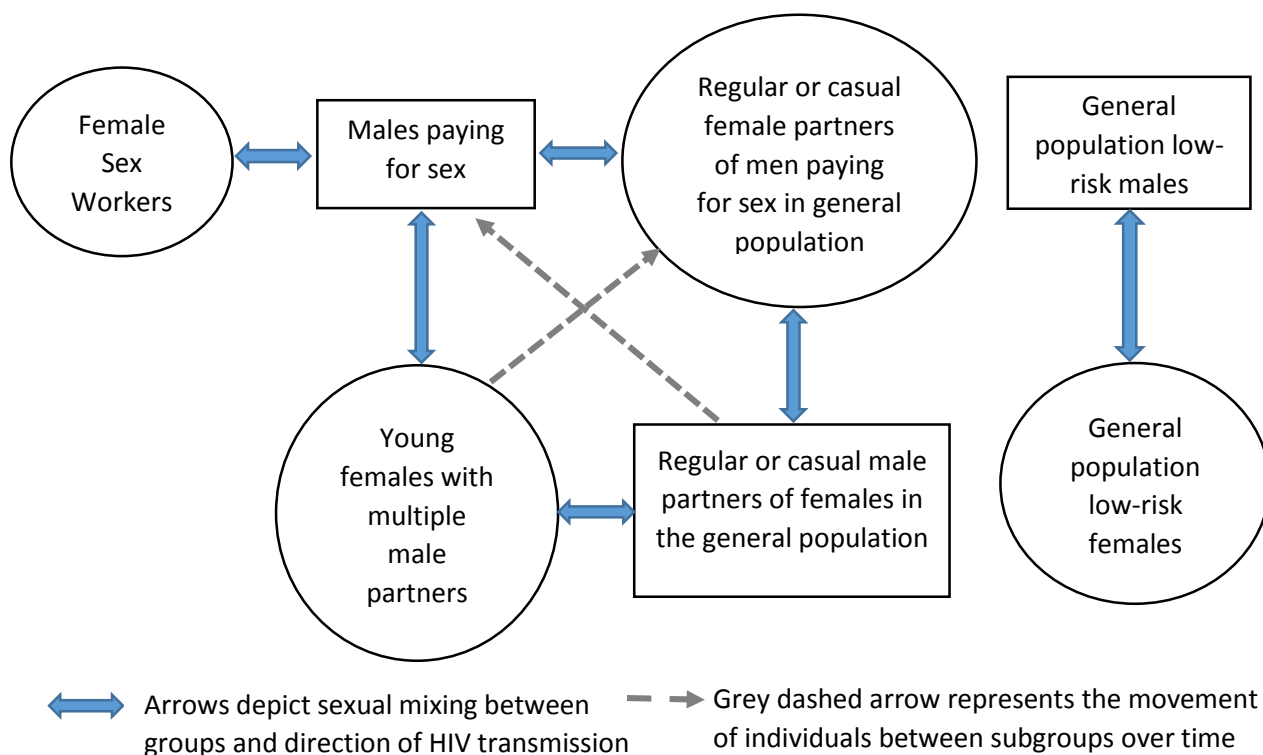 Female
Sex
Workers
Males paying
for sex
Regular or casual
female partners
of men paying
for sex in general
population
General
population low-
risk males
Young
females with
multiple
male
partners
Regular or casual male
partners of females in
the general population
General
population
low-risk
females
Arrows depict sexual mixing between
groups and direction of HIV transmission
Grey dashed arrow represents the movement
of individuals between subgroups over time